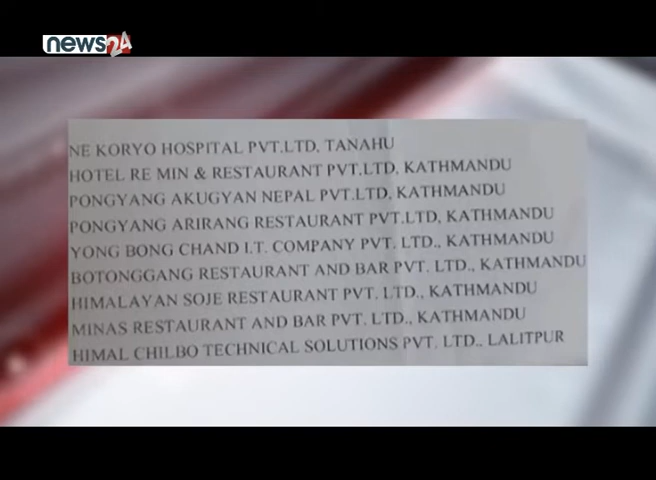 news24
NE KORYO HOSPITAL PVT.LTD, TANAHU
HOTEL RE MIN & RESTAURANT PVT.LTD, KATHMANDU
PONGYANG AKUGYAN NEPAL PVT.LTD, KATHMANDU
PONGYANG ARIRANG RESTAURANT PVT.LTD, KATHMANDU
YONG BONG CHAND I.T. COMPANY PVT. LTD., KATHMANDU
BOTONGGANG RESTAURANT AND BAR PVT. LTD., KATHMANDU
HIMALAYAN SOJE RESTAURANT PVT. LTD., KATHMANDU
MINAS RESTAURANT AND BAR PVT. LTD., KATHMANDU
HIMAL CHILBO TECHNICAL SOLUTIONS PVT. LTD., LALITPUR